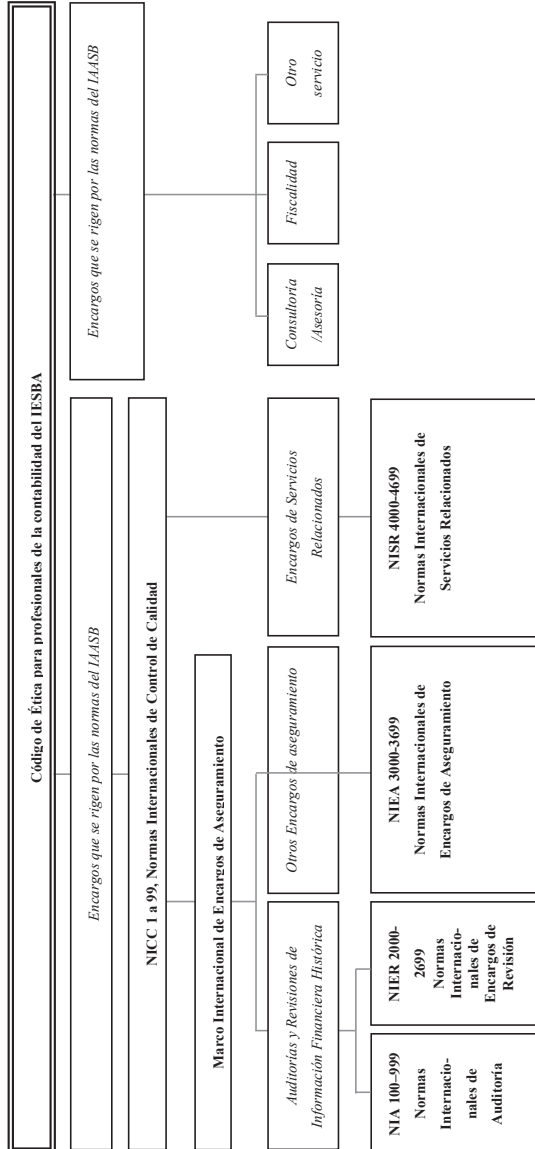 Código de Ética para profesionales de la contabilidad del IESBA
Encargos que se rigen por las normas del IAASB
Encargos que se rigen por las normas del IAASB
NICC 1 a 99, Normas Internacionales de Control de Calidad
Marco Internacional de Encargos de Aseguramiento
Auditorías y Revisiones de
Información Financiera Histórica
Otros Encargos de aseguramiento
Encargos de Servicios
Relacionados
Consultoría
/Asesoría
Fiscalidad
Otro
servicio
NIA 100–999
Normas
Internacio-
nales de
Auditoría
NIER 2000-
2699
Normas
Internacio-
nales de
Encargos de
Revisión
NIEA 3000-3699
Normas Internacionales de
Encargos de Aseguramiento
NISR 4000-4699
Normas Internacionales de
Servicios Relacionados